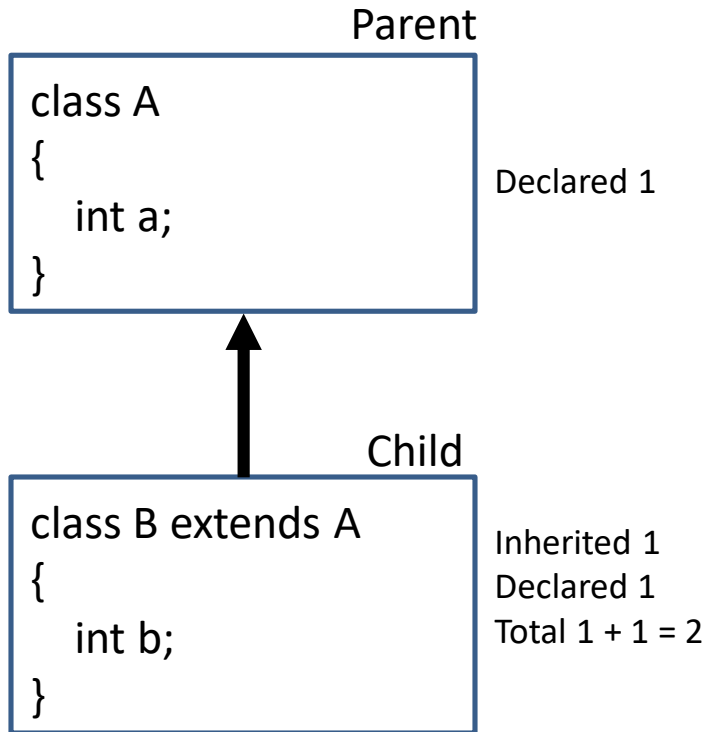 Parent
class A
{
int a;
}
Declared 1
Child
class B extends A
{
int b;
}
Inherited 1
Declared 1
Total 1 + 1 = 2